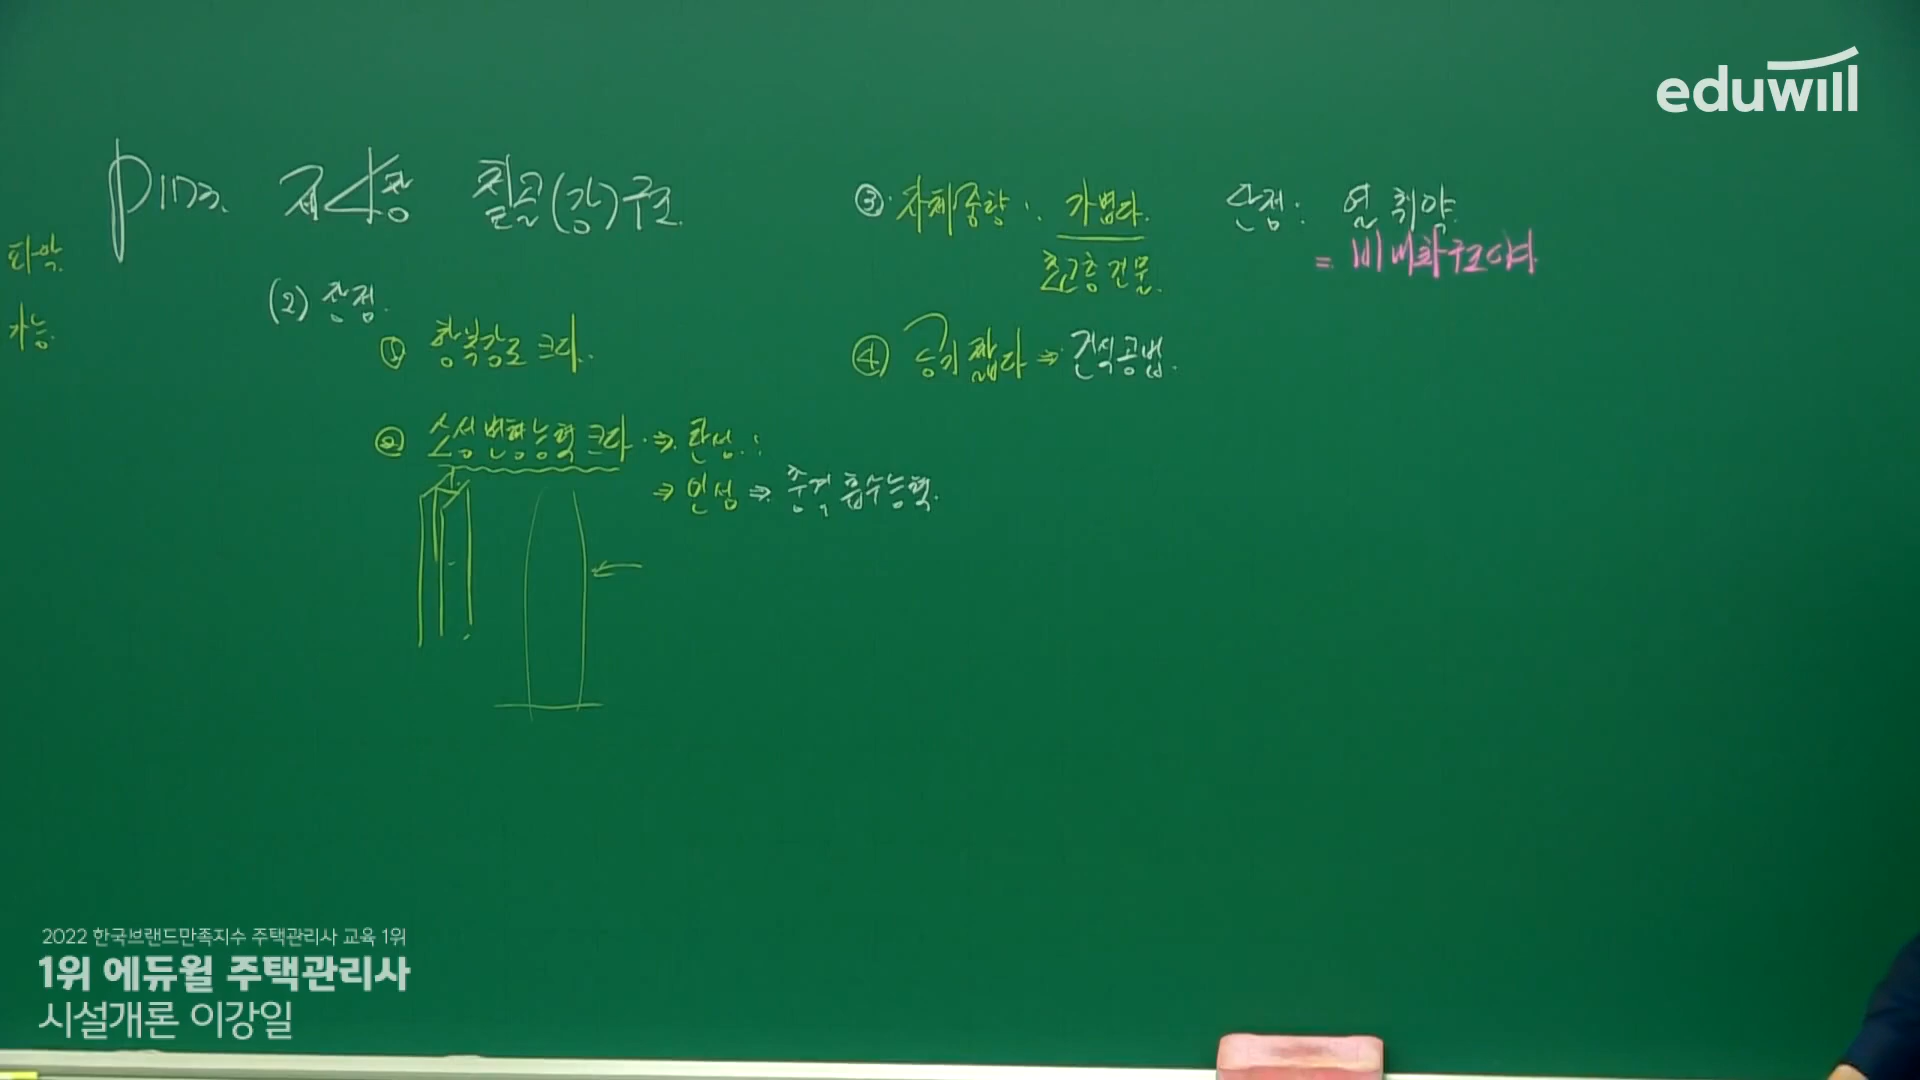 eduwill
P173. 제4장 철골(강)구조.
파악
가능.
(2) 장점.
① 항복강도 크다.
② 소성변형능력 크다. ⇒ 탄성.
⇒ 인성 ⇒ 충격 흡수능력.
③ 자체중량 : 가볍다.
초고층 건물.
④ 공기 짧다 ⇒ 건식공법.
단점 : 열 취약.
= 비내화구조이며
2022 한국브랜드만족지수 주택관리사 교육 1위
1위 에듀윌 주택관리사
시설개론 이강일